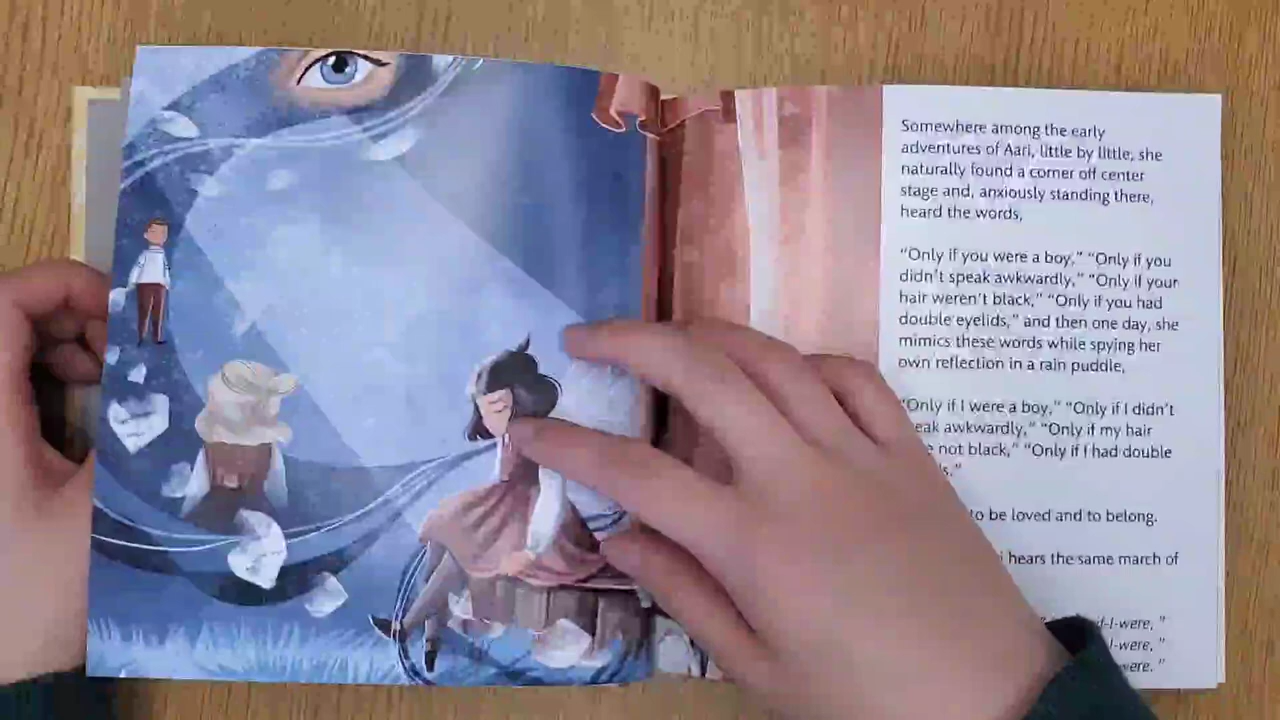 Somewhere among the early
adventures of Aari, little by little, she
naturally found a corner off center
stage and, anxiously standing there,
heard the words,
“Only if you were a boy,” “Only if you
didn’t speak awkwardly,” “Only if your
hair weren’t black,” “Only if you had
double eyelids,” and then one day, she
mimics these words while spying her
own reflection in a rain puddle,
“Only if I were a boy,” “Only if I didn’t
awkwardly,” “Only if my hair
not black,” “Only if I had double
to be loved and to belong.
hears the same march of
if-I-were, ”
I-were, ”
were. ”